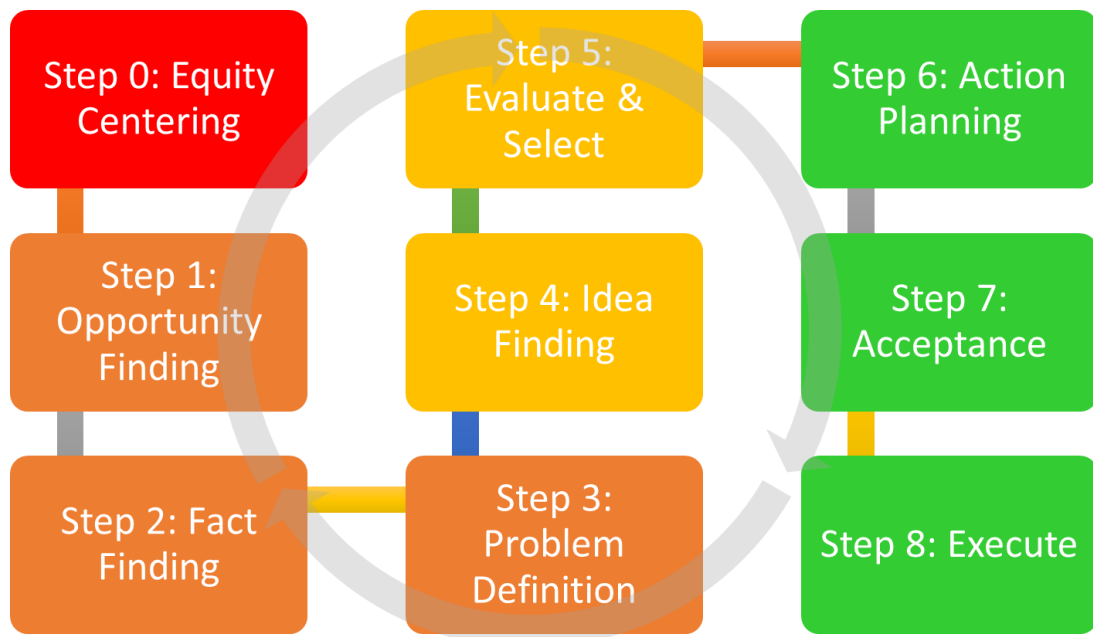 Step 0: Equity
Centering
Step 1:
Opportunity
Finding
Step 2: Fact
Finding
Step 3:
Problem
Definition
Step 4: Idea
Finding
Step 5:
Evaluate &
Select
Step 6: Action
Planning
Step 7:
Acceptance
Step 8: Execute